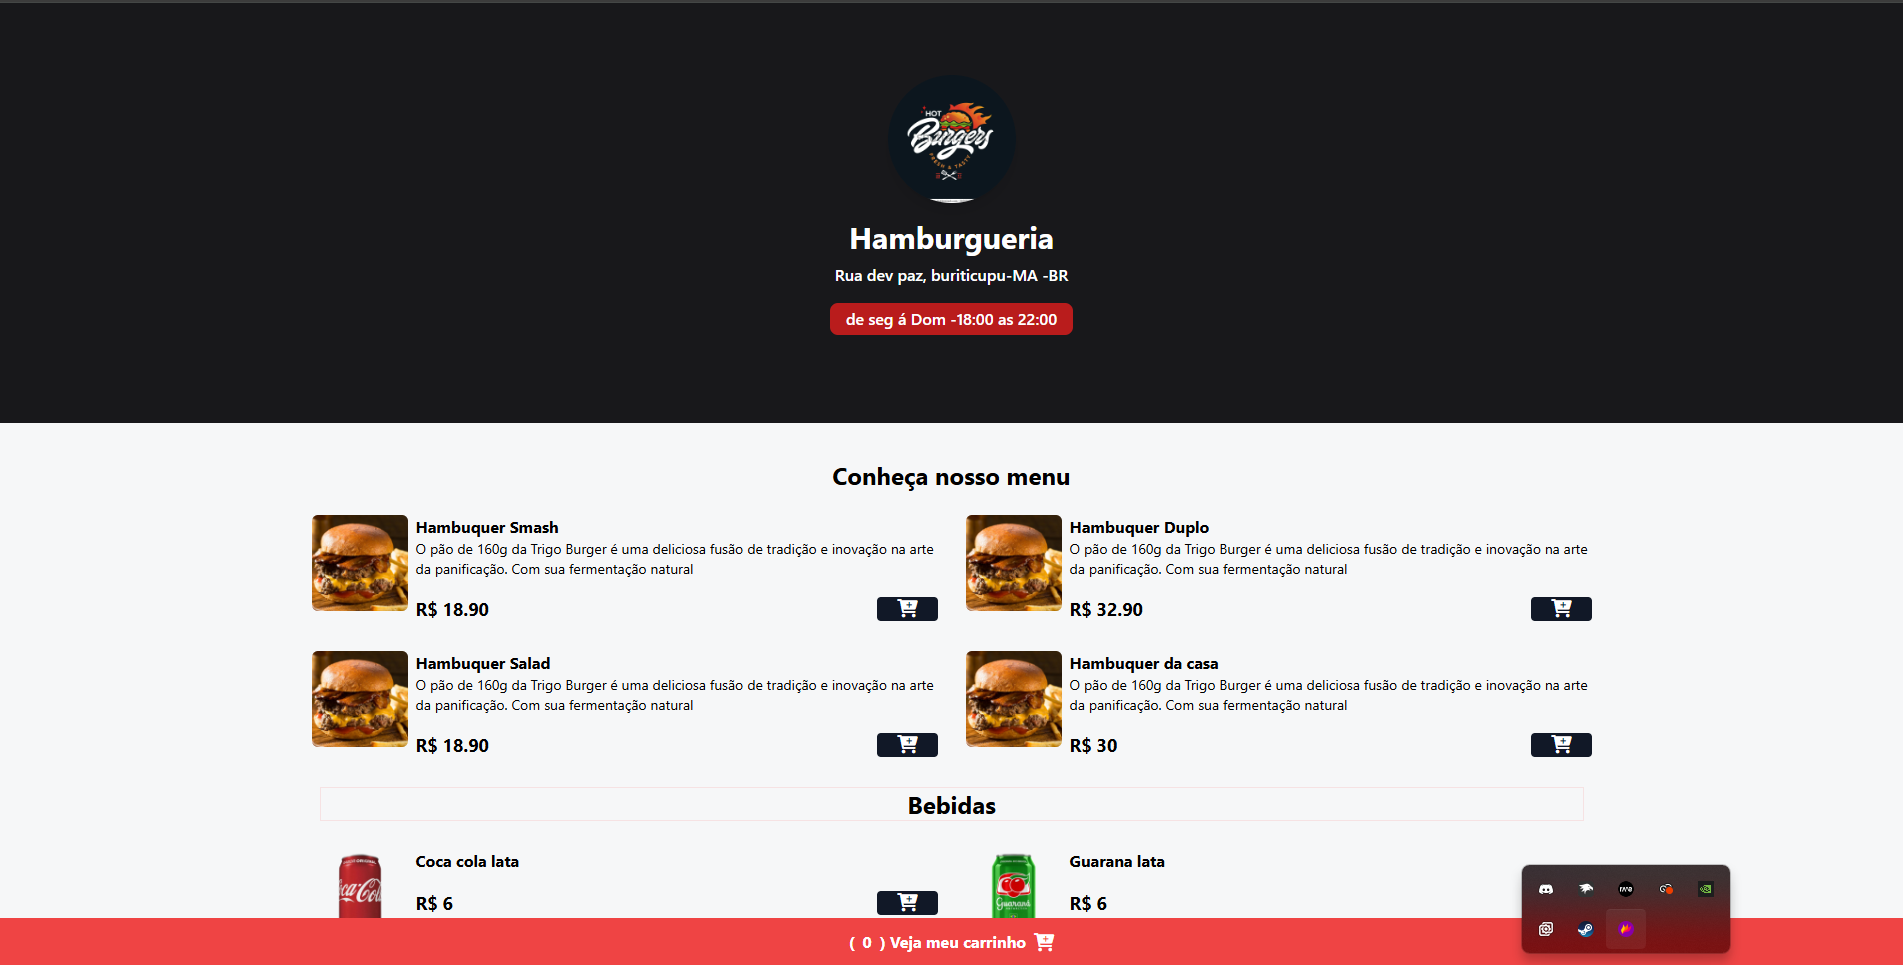 HOT
Burgers
FRESH & TASTY
Hamburgueria
Rua dev paz, buriticupu-MA -BR
de seg á Dom -18:00 as 22:00
Conheça nosso menu
Hambuquer Smash
O pão de 160g da Trigo Burger é uma deliciosa fusão de tradição e inovação na arte
da panificação. Com sua fermentação natural
R$ 18.90
Hambuquer Duplo
O pão de 160g da Trigo Burger é uma deliciosa fusão de tradição e inovação na arte
da panificação. Com sua fermentação natural
R$ 32.90
Hambuquer Salad
O pão de 160g da Trigo Burger é uma deliciosa fusão de tradição e inovação na arte
da panificação. Com sua fermentação natural
R$ 18.90
Hambuquer da casa
O pão de 160g da Trigo Burger é uma deliciosa fusão de tradição e inovação na arte
da panificação. Com sua fermentação natural
R$ 30
Bebidas
Coca cola lata
R$ 6
Guarana lata
Guaraná
R$ 6
( 0 ) Veja meu carrinho